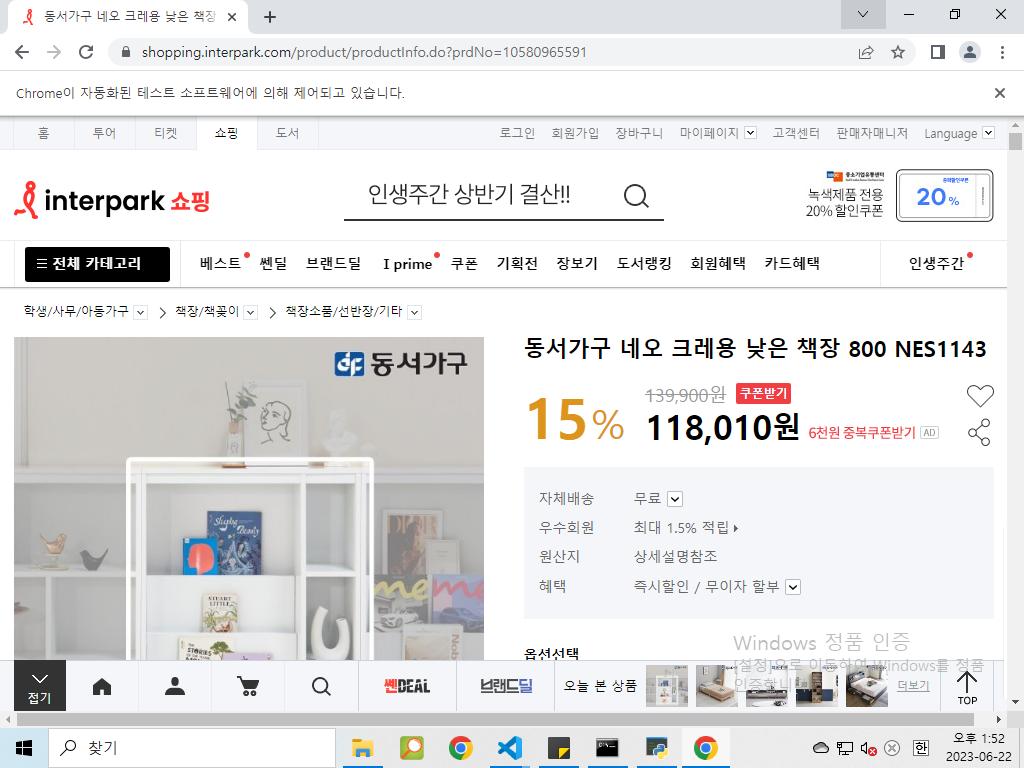 동서가구 네오 크레용 낮은 책장
shopping.interpark.com/product/productInfo.do?prdNo=10580965591
Chrome이 자동화된 테스트 소프트웨어에 의해 제어되고 있습니다.
홈 투어 티켓 쇼핑 도서 로그인 회원가입 장바구니 마이페이지 고객센터 판매자매니저 Language
interpark 쇼핑
인생주간 상반기 결산!!
중소기업유통센터
녹색제품 전용
20% 할인쿠폰
중복할인쿠폰
20%
전체 카테고리 베스트 쎈딜 브랜드딜 I prime 쿠폰 기획전 장보기 도서랭킹 회원혜택 카드혜택 인생주간
학생/사무/아동가구 책장/책꽂이 책장소품/선반장/기타
동서가구
Sleeping Beauty
STUART LITTLE
THE STORIES
me me
동서가구 네오 크레용 낮은 책장 800 NES1143
15%
139,900원 쿠폰받기
118,010원 6천원 중복쿠폰받기 AD
자체배송 무료
우수회원 최대 1.5% 적립
원산지 상세설명참조
혜택 즉시할인 / 무이자 할부
옵션선택
Windows 정품 인증
[설정]으로 이동하여 Windows를 정품
인증합니
접기
쎈DEAL
브랜드딜
오늘 본 상품
더보기
TOP
찾기
한
오후 1:52
2023-06-22